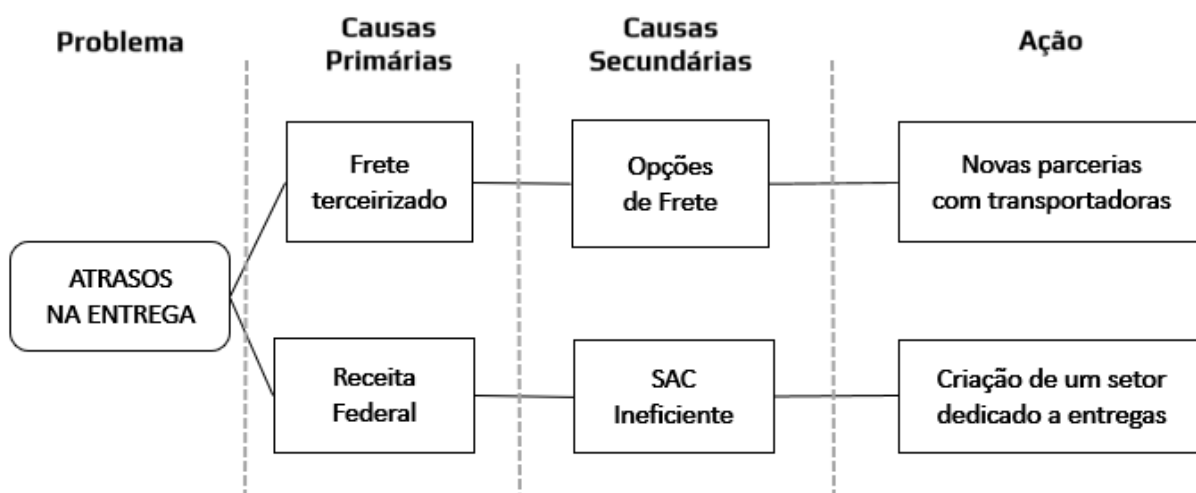 Problema
Causas
Primárias
Causas
Secundárias
Ação
Frete
terceirizado
Opções
de Frete
Novas parcerias
com transportadoras
ATRASOS
NA ENTREGA
Receita
Federal
SAC
Ineficiente
Criação de um setor
dedicado a entregas